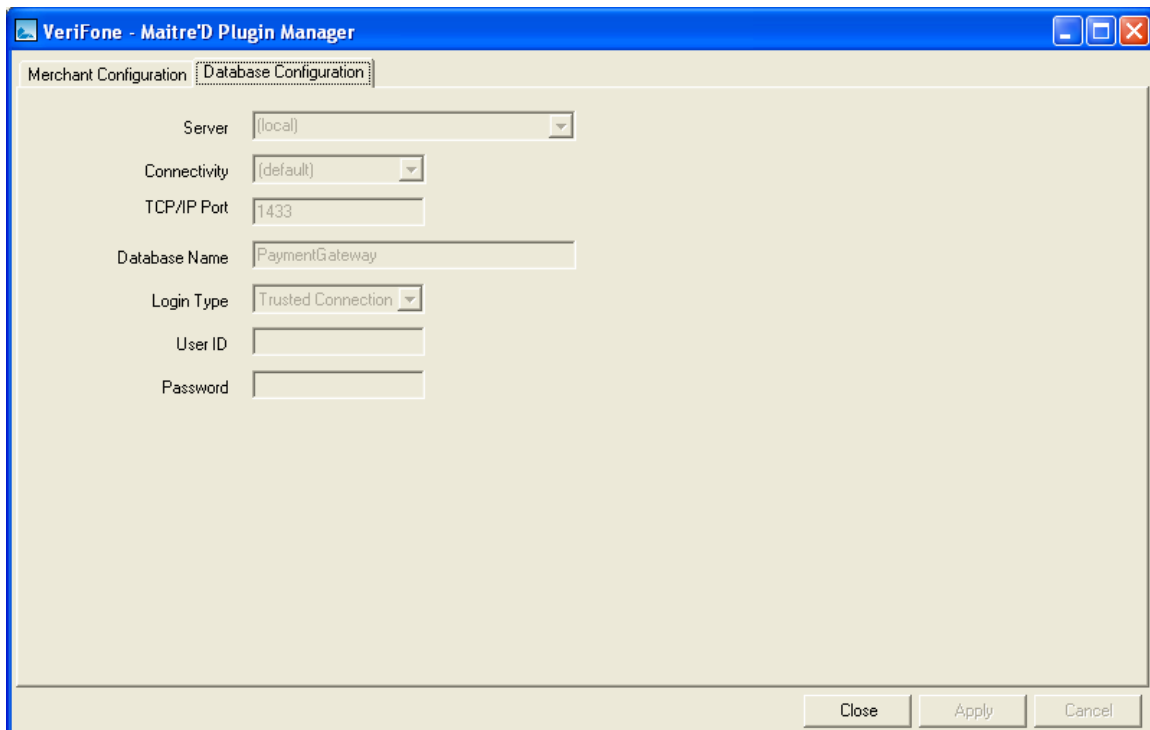 VeriFone - Maitre'D Plugin Manager
Merchant Configuration Database Configuration
Server (local)
Connectivity (default)
TCP/IP Port 1433
Database Name PaymentGateway
Login Type Trusted Connection
User ID
Password
Close Apply Cancel